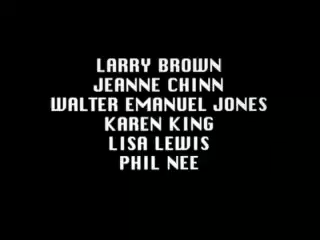 LARRY BROWN
JEANNE CHINN
WALTER EMANUEL JONES
KAREN KING
LISA LEWIS
PHIL NEE